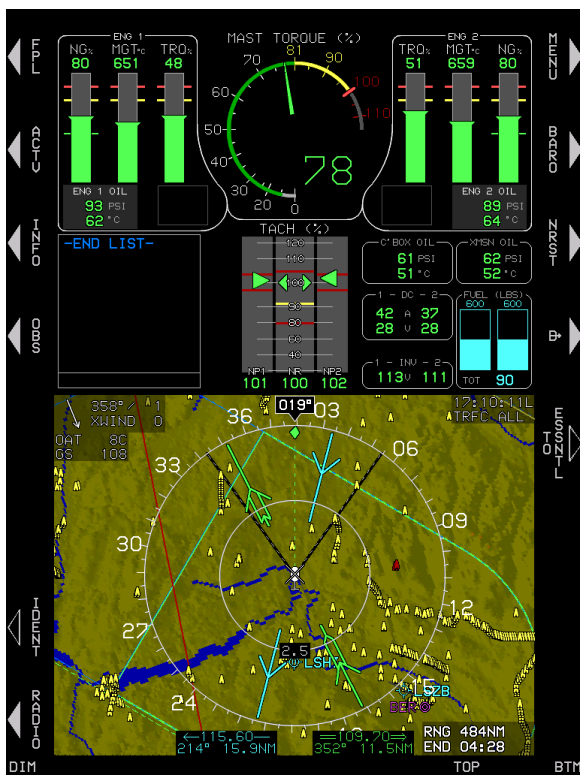 FPL
ACTV
INFO
OBS
IDENT
RADIO
DIM
ENG 1
NG% MGT°C TRQ%
80 651 48
ENG 1 OIL
93 PSI
62 °C
MAST TORQUE (%)
81
70 90
60 100
50 110
40
30
20 0
78
ENG 2
TRQ% MGT°C NG%
51 659 80
ENG 2 OIL
89 PSI
64 °C
-END LIST-
TACH (%)
120
110
100
90
80
60
40
NP1 NR NP2
101 100 102
C'BOX OIL
61 PSI
51 °C
XMSN OIL
62 PSI
52 °C
1 - DC - 2
42 A 37
28 V 28
1 - INV - 2
113V 111
FUEL (LBS)
600 600
TOT 90
358°/ 1
XWIND 0
OAT 8C
GS 108
019°
17:10:11L
TRFC ALL
36
03
06
09
12
15
24
27
30
33
2.5
LSHX
LSZB
BER
←115.60—
214° 15.9NM
=109.70⇒
352° 11.5NM
RNG 484NM
END 04:28
MENU
BARO
NRST
ESSNTL
TO
TOP
BTM